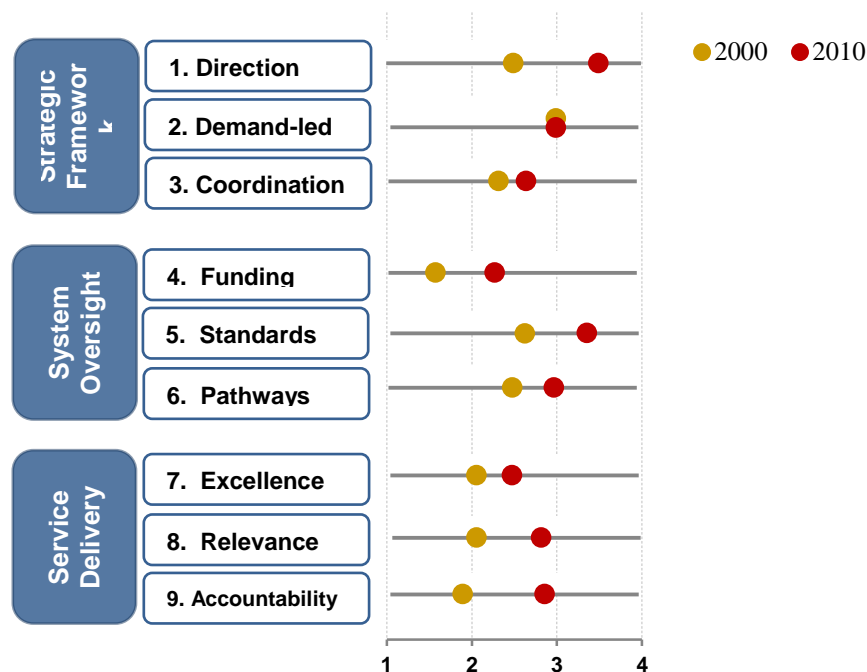 Strategic
Framewor
k
1. Direction
2. Demand-led
3. Coordination
2000
2010
System
Oversight
4. Funding
5. Standards
6. Pathways
Service
Delivery
7. Excellence
8. Relevance
9. Accountability
1 2 3 4